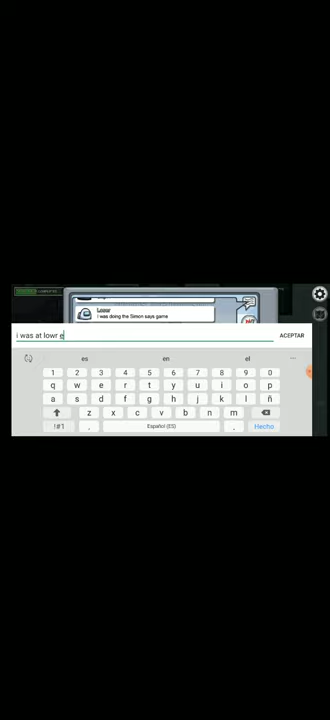 i was doing the Simon says game
i was at lowr e
ACEPTAR
es en el ...
1 2 3 4 5 6 7 8 9 0
q w e r t y u i o p
a s d f g h j k l ñ
z x c v b n m
!#1 , Español (ES) . Hecho